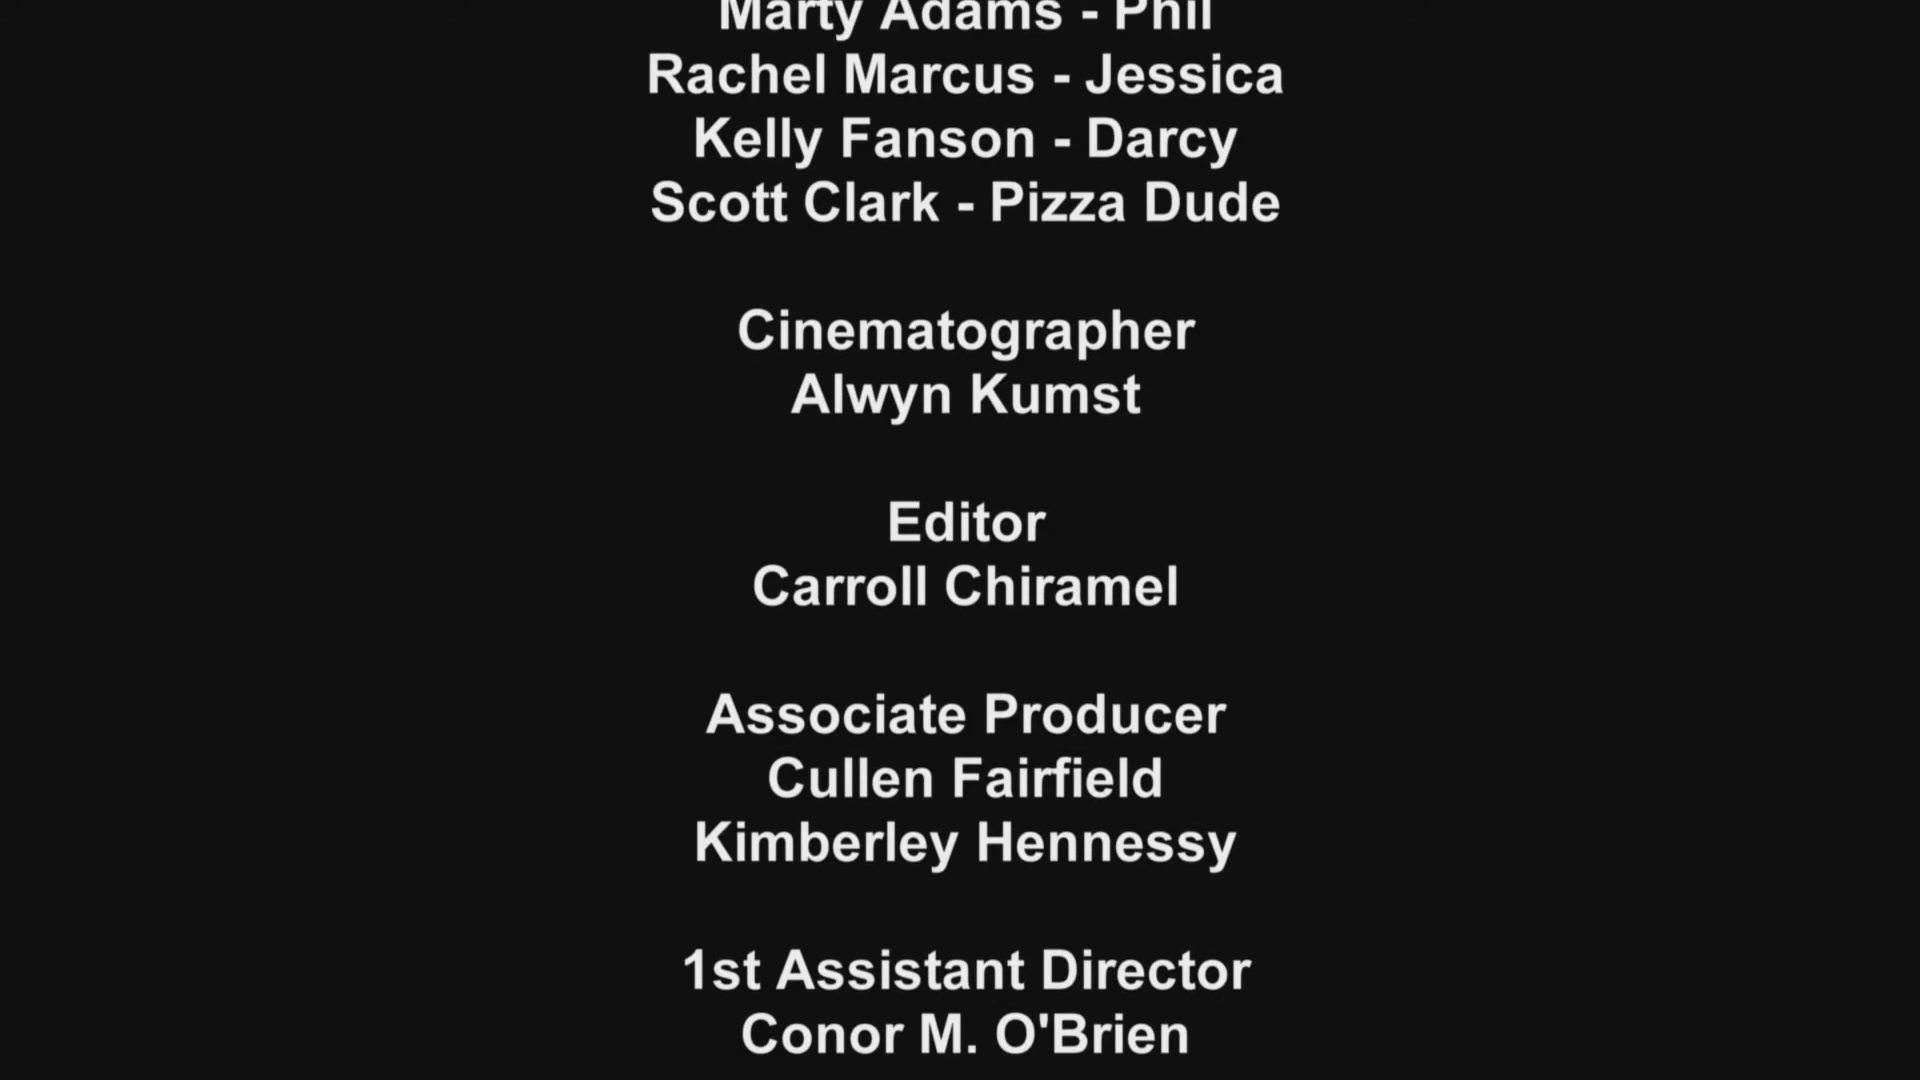 Marty Adams - Phil
Rachel Marcus - Jessica
Kelly Fanson - Darcy
Scott Clark - Pizza Dude
Cinematographer
Alwyn Kumst
Editor
Carroll Chiramel
Associate Producer
Cullen Fairfield
Kimberley Hennessy
1st Assistant Director
Conor M. O'Brien